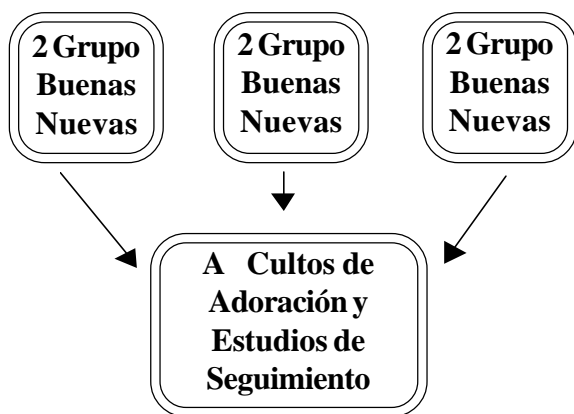 2 Grupo
Buenas
Nuevas
2 Grupo
Buenas
Nuevas
2 Grupo
Buenas
Nuevas
A Cultos de
Adoración y
Estudios de
Seguimiento